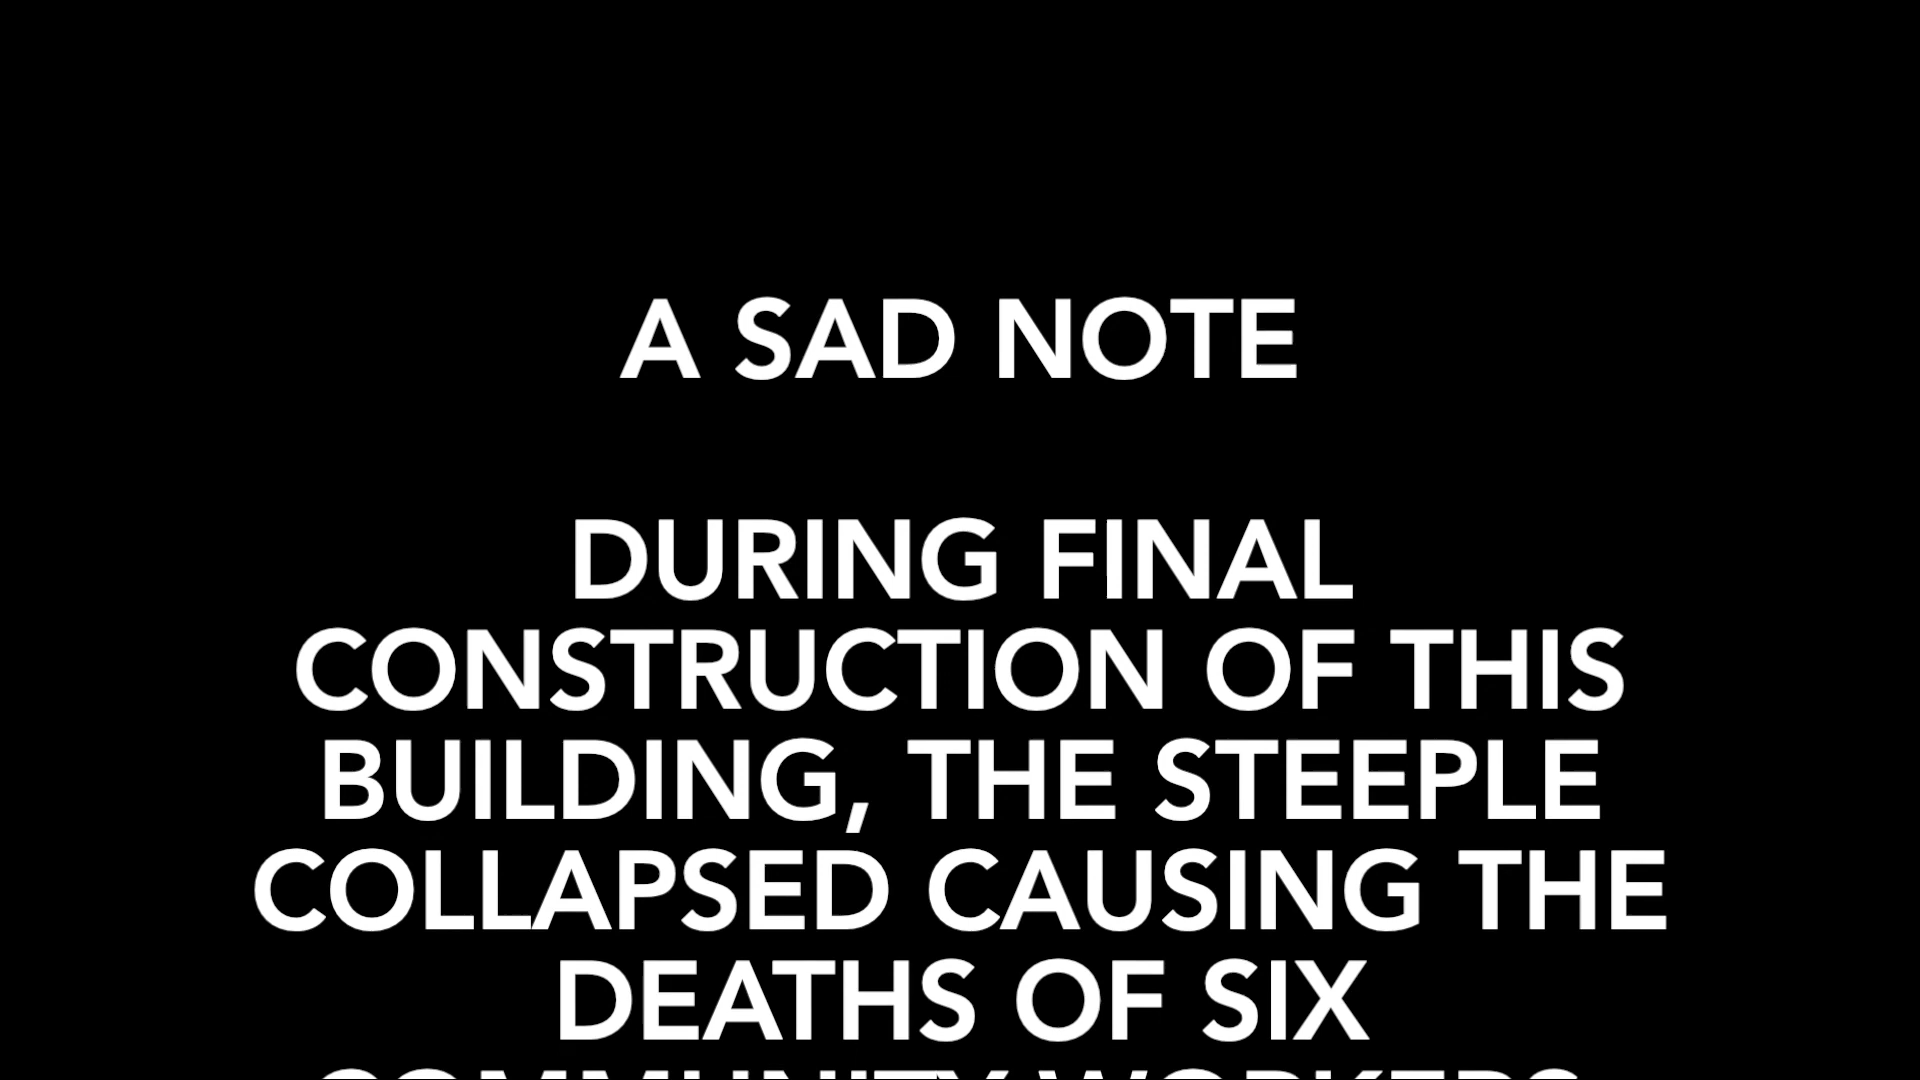 A SAD NOTE
DURING FINAL
CONSTRUCTION OF THIS
BUILDING, THE STEEPLE
COLLAPSED CAUSING THE
DEATHS OF SIX